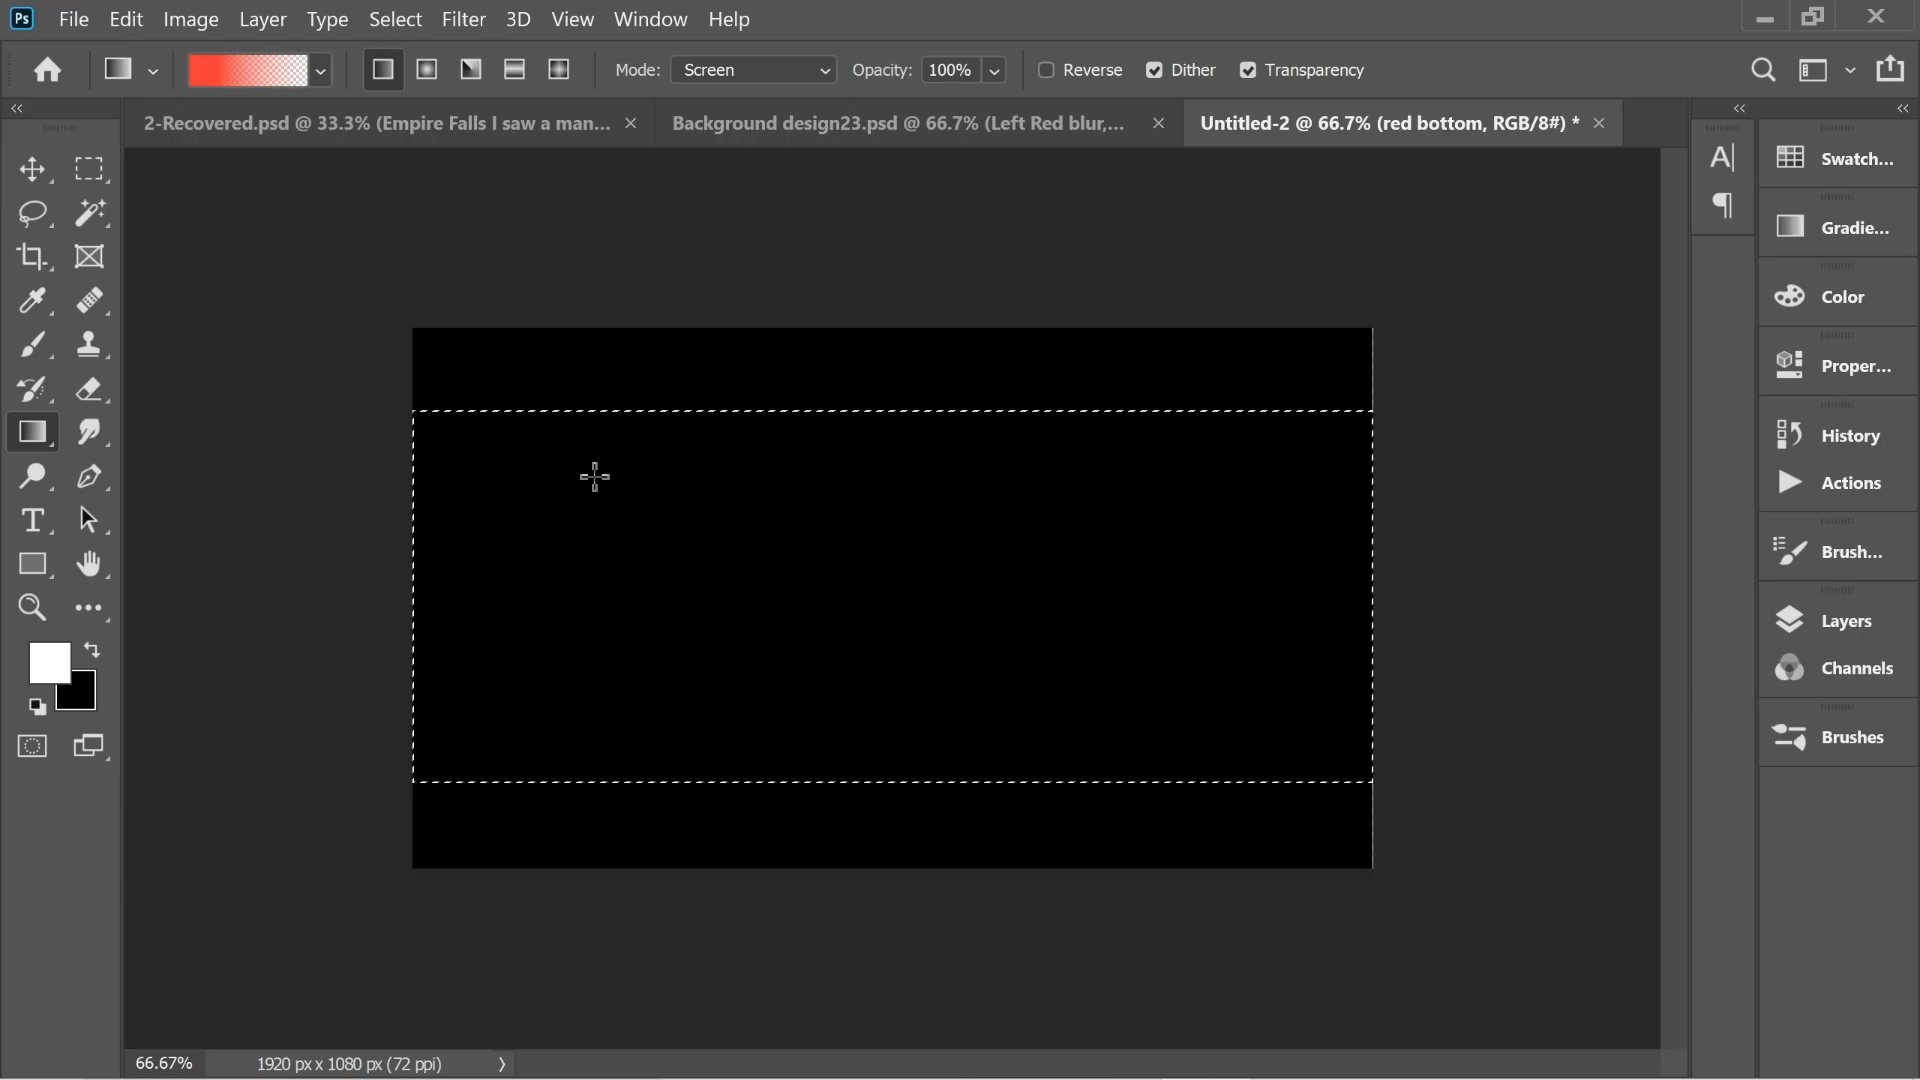 Ps File Edit Image Layer Type Select Filter 3D View Window Help
Mode: Screen Opacity: 100% Reverse Dither Transparency
2-Recovered.psd @ 33.3% (Empire Falls I saw a man... × Background design23.psd @ 66.7% (Left Red blur,... × Untitled-2 @ 66.7% (red bottom, RGB/8#) * ×
Swatch...
Gradie...
Color
Proper...
History
Actions
Brush...
Layers
Channels
Brushes
66.67% 1920 px x 1080 px (72 ppi)